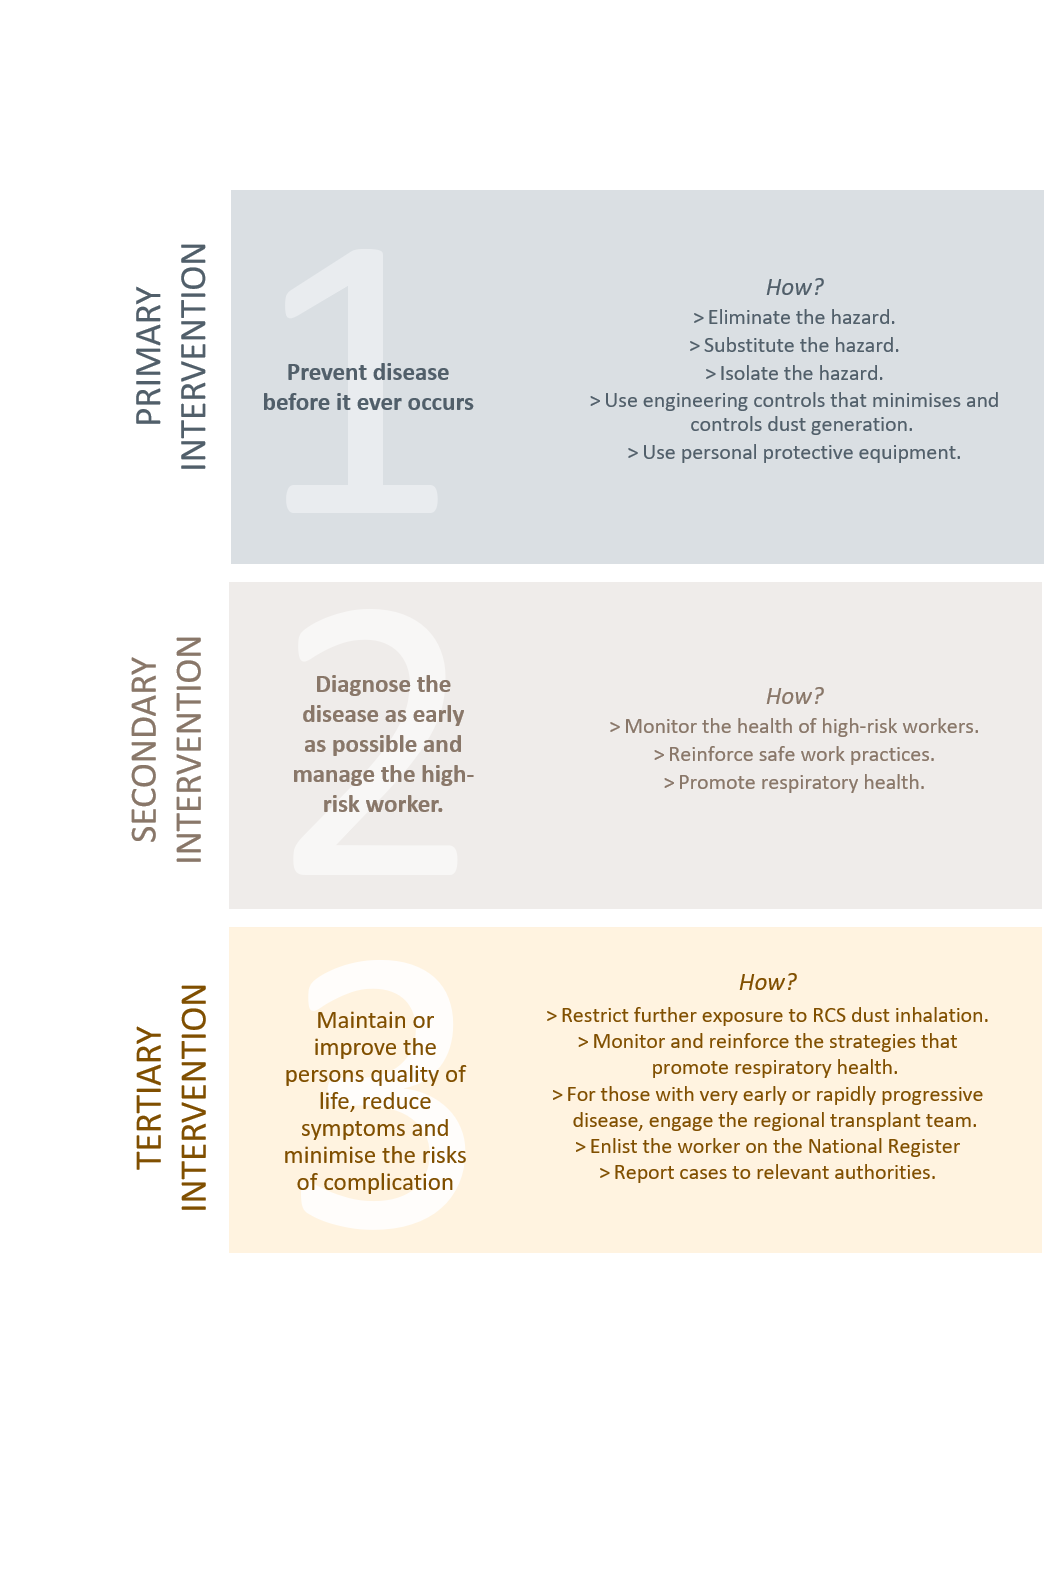 PRIMARY
INTERVENTION
1
Prevent disease
before it ever occurs
How?
> Eliminate the hazard.
> Substitute the hazard.
> Isolate the hazard.
> Use engineering controls that minimises and
controls dust generation.
> Use personal protective equipment.
SECONDARY
INTERVENTION
2
Diagnose the
disease as early
as possible and
manage the high-
risk worker.
How?
> Monitor the health of high-risk workers.
> Reinforce safe work practices.
> Promote respiratory health.
TERTIARY
INTERVENTION
3
Maintain or
improve the
persons quality of
life, reduce
symptoms and
minimise the risks
of complication
How?
> Restrict further exposure to RCS dust inhalation.
> Monitor and reinforce the strategies that
promote respiratory health.
> For those with very early or rapidly progressive
disease, engage the regional transplant team.
> Enlist the worker on the National Register
> Report cases to relevant authorities.